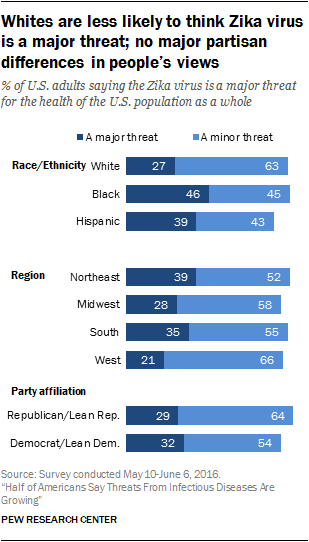 Whites are less likely to think Zika virus
is a major threat; no major partisan
differences in people's views
% of U.S. adults saying the Zika virus is a major threat
for the health of the U.S. population as a whole
A major threat A minor threat
Race/Ethnicity White 27 63
Black 46 45
Hispanic 39 43
Region Northeast 39 52
Midwest 28 58
South 35 55
West 21 66
Party affiliation
Republican/Lean Rep. 29 64
Democrat/Lean Dem. 32 54
Source: Survey conducted May 10-June 6, 2016.
"Half of Americans Say Threats From Infectious Diseases Are
Growing"
PEW RESEARCH CENTER